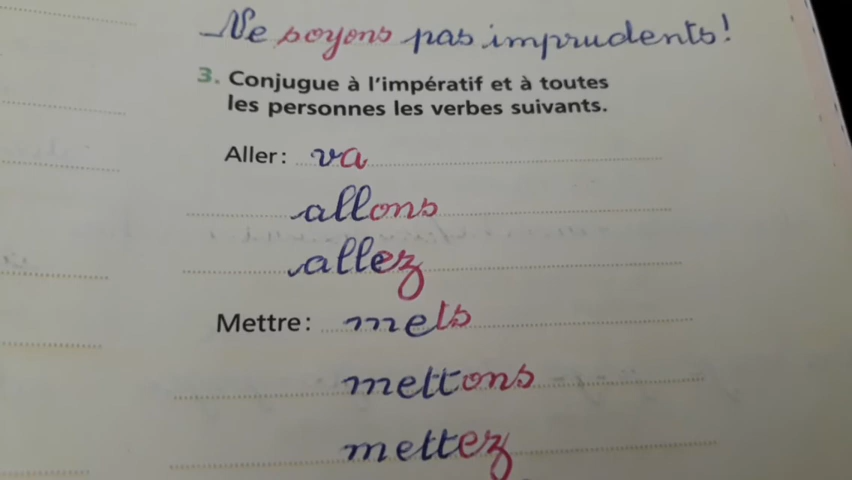 Ne soyons pas imprudents !
3. Conjugue à l'impératif et à toutes
les personnes les verbes suivants.
Aller : va
allons
allez
Mettre : mets
mettons
mettez